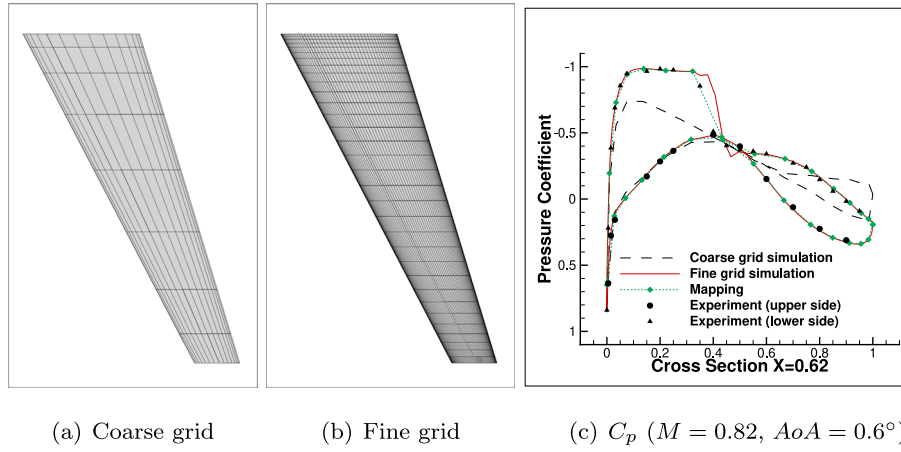 -1
-0.5
0
0.5
1
Pressure Coefficient
Coarse grid simulation
Fine grid simulation
Mapping
Experiment (upper side)
Experiment (lower side)
0 0.2 0.4 0.6 0.8 1
Cross Section X=0.62
(a) Coarse grid (b) Fine grid (c) Cp (M = 0.82, AoA = 0.6°)